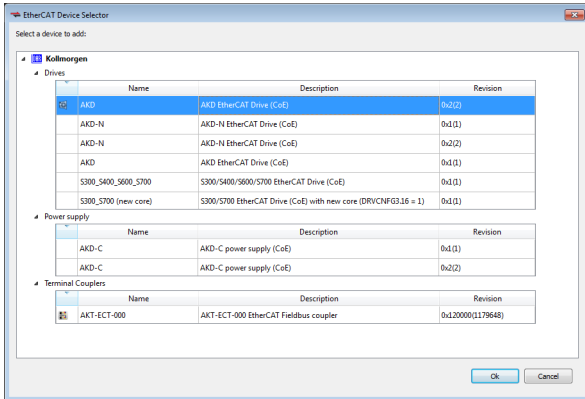 EtherCAT Device Selector
Select a device to add:
Kollmorgen
Drives
Name Description Revision
AKD AKD EtherCAT Drive (CoE) 0x2(2)
AKD-N AKD-N EtherCAT Drive (CoE) 0x1(1)
AKD-N AKD-N EtherCAT Drive (CoE) 0x2(2)
AKD AKD EtherCAT Drive (CoE) 0x1(1)
S300_S400_S600_S700 S300/S400/S600/S700 EtherCAT Drive (CoE) 0x1(1)
S300_S700 (new core) S300/S700 EtherCAT Drive (CoE) with new core (DRVCNFG3.16 = 1) 0x1(1)
Power supply
Name Description Revision
AKD-C AKD-C power supply (CoE) 0x1(1)
AKD-C AKD-C power supply (CoE) 0x2(2)
Terminal Couplers
Name Description Revision
AKT-ECT-000 AKT-ECT-000 EtherCAT Fieldbus coupler 0x120000(1179648)
Ok Cancel